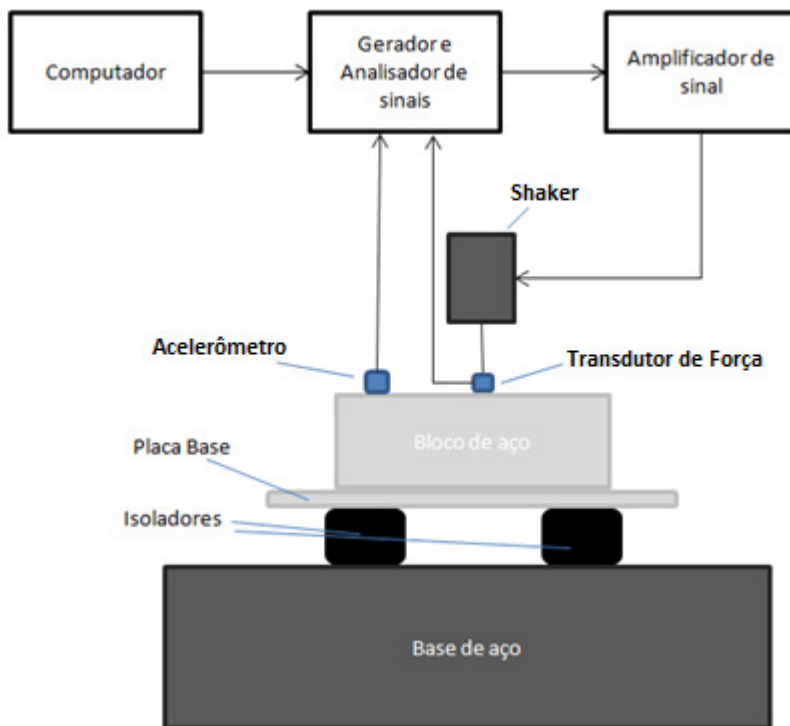 Computador
Gerador e
Analisador de
sinais
Amplificador de
sinal
Shaker
Acelerômetro
Transdutor de Força
Bloco de aço
Placa Base
Isoladores
Base de aço